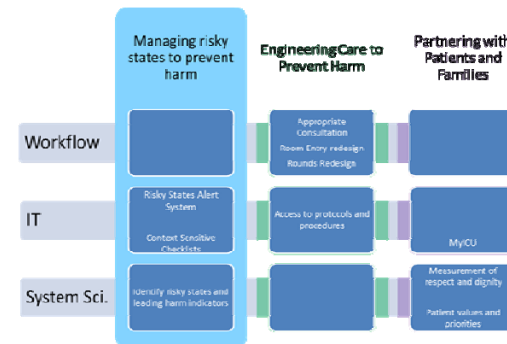 Managing risky
states to prevent
harm
Engineering Care to
Prevent Harm
Partnering with
Patients and
Families
Workflow
Appropriate
Consultation
Room Entry redesign
Rounds Redesign
IT
Risky States Alert
System
Context Sensitive
Checklists
Access to protocols and
procedures
MyICU
System Sci.
Identify risky states and
leading harm indicators
Measurement of
respect and dignity
Patient values and
priorities